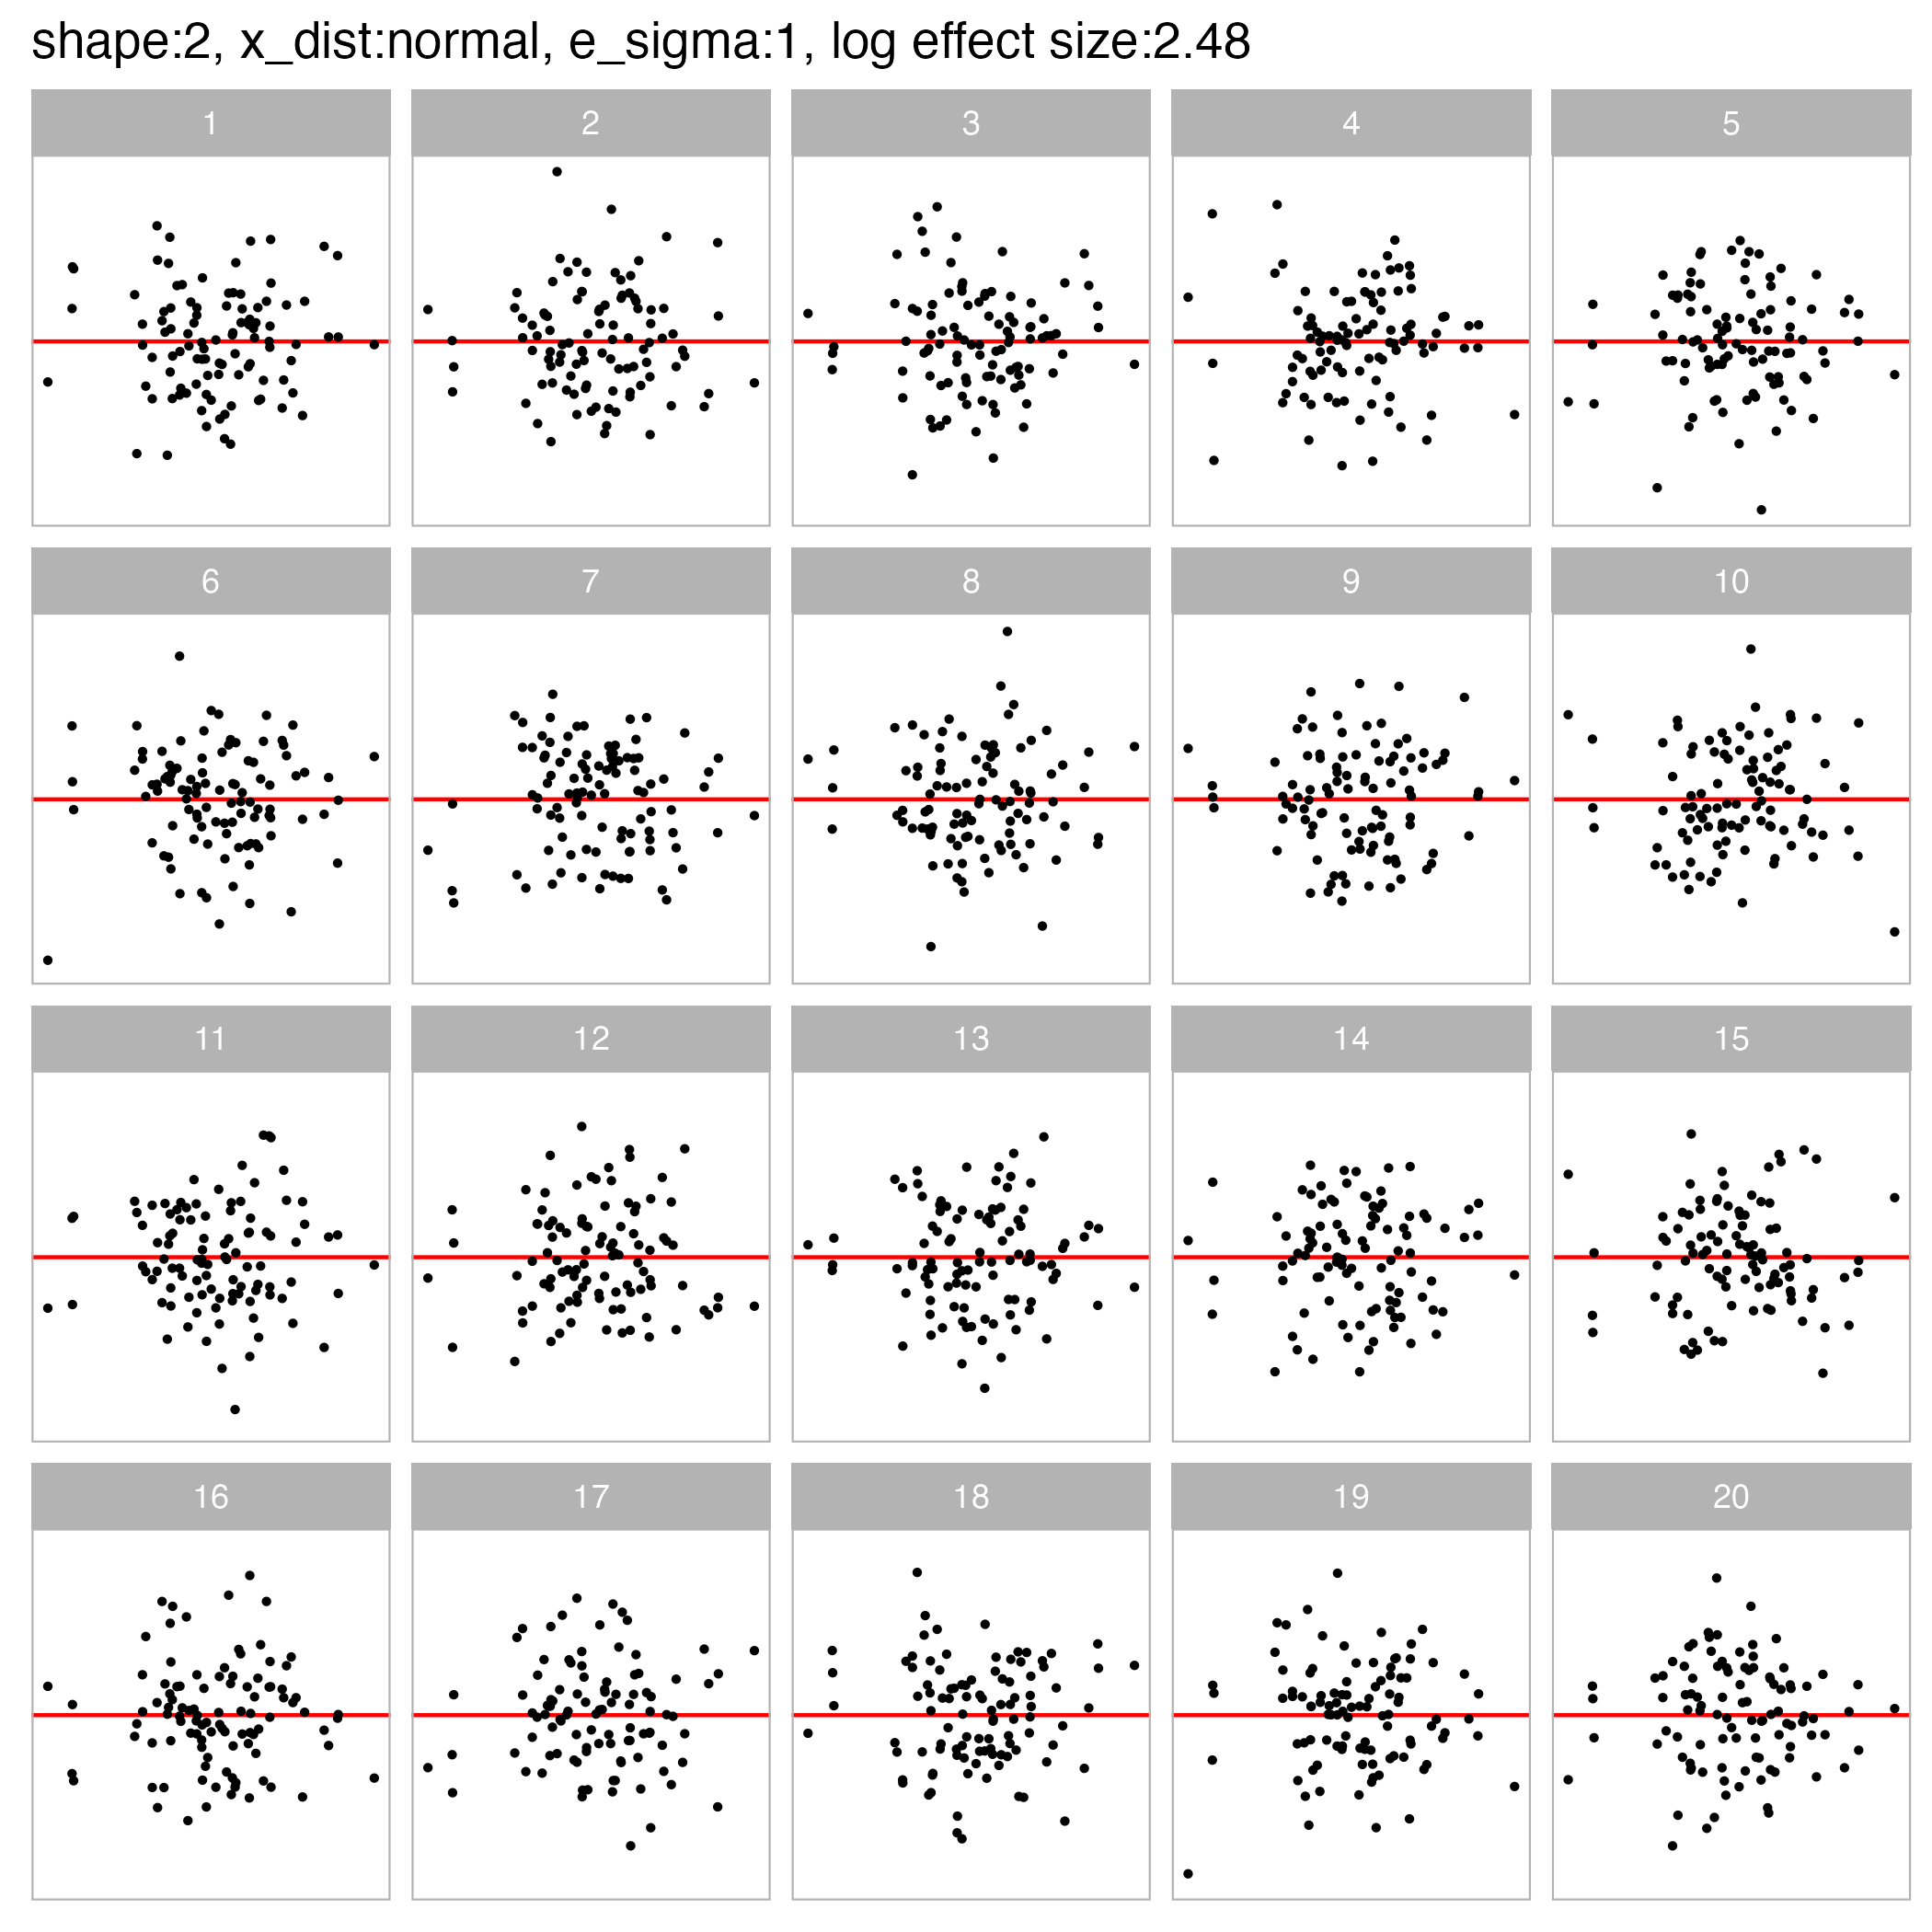 shape:2, x_dist:normal, e_sigma:1, log effect size:2.48
1 2 3 4 5
6 7 8 9 10
11 12 13 14 15
16 17 18 19 20